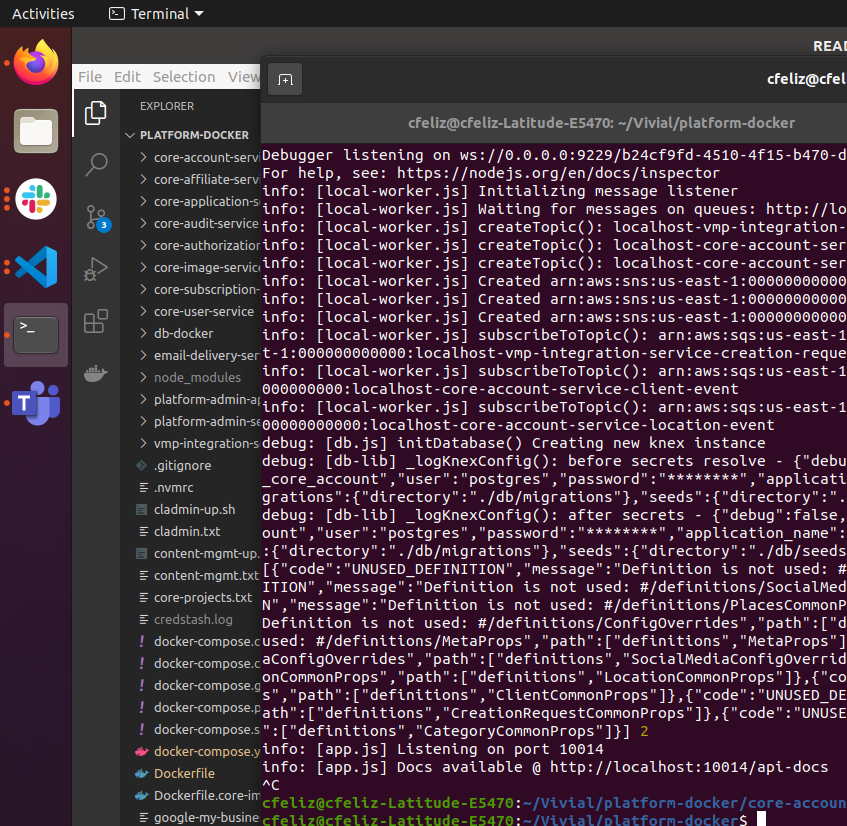 Activities
Terminal
READ
File Edit Selection View
cfeliz@cfel
EXPLORER
cfeliz@cfeliz-Latitude-E5470: ~/Vivial/platform-docker
PLATFORM-DOCKER
core-account-servi
core-affiliate-servi
core-application-s
core-audit-service
core-authorization
core-image-service
core-subscription-
core-user-service
db-docker
email-delivery-ser
node_modules
platform-admin-ap
platform-admin-se
vmp-integration-s
.gitignore
.nvmrc
cladmin-up.sh
cladmin.txt
content-mgmt-up.
content-mgmt.txt
core-projects.txt
credstash.log
docker-compose.c
docker-compose.c
docker-compose.g
docker-compose.p
docker-compose.s
docker-compose.y
Dockerfile
Dockerfile.core-im
google-my-busine
3
T
Debugger listening on ws://0.0.0.0:9229/b24cf9fd-4510-4f15-b470-d
For help, see: https://nodejs.org/en/docs/inspector
info: [local-worker.js] Initializing message listener
info: [local-worker.js] Waiting for messages on queues: http://lo
info: [local-worker.js] createTopic(): localhost-vmp-integration-
info: [local-worker.js] createTopic(): localhost-core-account-ser
info: [local-worker.js] createTopic(): localhost-core-account-ser
info: [local-worker.js] Created arn:aws:sns:us-east-1:00000000000
info: [local-worker.js] Created arn:aws:sns:us-east-1:00000000000
info: [local-worker.js] Created arn:aws:sns:us-east-1:00000000000
info: [local-worker.js] subscribeToTopic(): arn:aws:sqs:us-east-1
t-1:000000000000:localhost-vmp-integration-service-creation-reque
info: [local-worker.js] subscribeToTopic(): arn:aws:sqs:us-east-1
0000000000:localhost-core-account-service-client-event
info: [local-worker.js] subscribeToTopic(): arn:aws:sqs:us-east-1
00000000000:localhost-core-account-service-location-event
debug: [db.js] initDatabase() Creating new knex instance
debug: [db-lib] _logKnexConfig(): before secrets resolve - {"debu
_core_account","user":"postgres","password":"********","applicati
grations":{"directory":"./db/migrations"},"seeds":{"directory":".
debug: [db-lib] _logKnexConfig(): after secrets - {"debug":false,
ount","user":"postgres","password":"********","application_name":
:{"directory":"./db/migrations"},"seeds":{"directory":"./db/seeds
[{"code":"UNUSED_DEFINITION","message":"Definition is not used: #
ITION","message":"Definition is not used: #/definitions/SocialMed
N","message":"Definition is not used: #/definitions/PlacesCommonP
Definition is not used: #/definitions/ConfigOverrides","path":["d
used: #/definitions/MetaProps","path":["definitions","MetaProps"]
aConfigOverrides","path":["definitions","SocialMediaConfigOverrid
onCommonProps","path":["definitions","LocationCommonProps"]},{"co
s","path":["definitions","ClientCommonProps"]},{"code":"UNUSED_DE
ath":["definitions","CreationRequestCommonProps"]},{"code":"UNUSE
":["definitions","CategoryCommonProps"]}] 2
info: [app.js] Listening on port 10014
info: [app.js] Docs available @ http://localhost:10014/api-docs
^C
cfeliz@cfeliz-Latitude-E5470:~/Vivial/platform-docker/core-accoun
cfeliz@cfeliz-Latitude-E5470:~/Vivial/platform-docker$